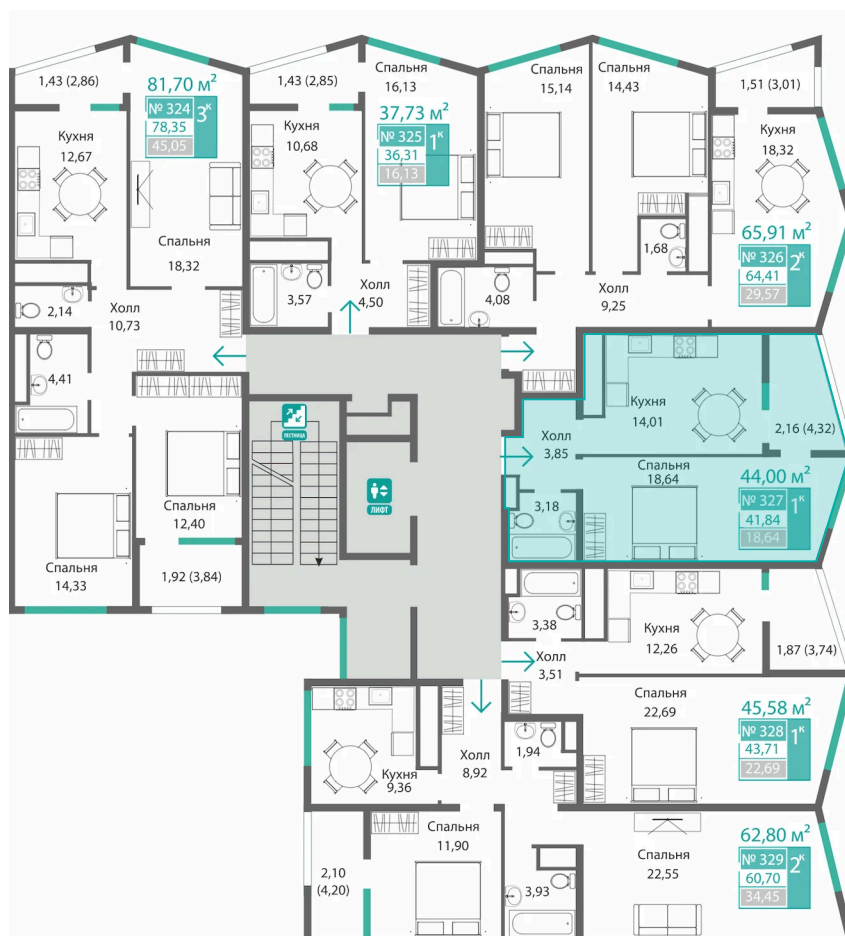 1,43 (2,86)
81,70 м²
№ 324
3ᴷ
78,35
45,05
Кухня
12,67
Спальня
18,32
2,14
Холл
10,73
4,41
Спальня
14,33
Спальня
12,40
1,92 (3,84)
1,43 (2,85)
Спальня
16,13
37,73 м²
№ 325
1ᴷ
36,31
16,13
Кухня
10,68
3,57
Холл
4,50
Спальня
15,14
Спальня
14,43
1,51 (3,01)
Кухня
18,32
65,91 м²
№ 326
2ᴷ
64,41
29,57
1,68
4,08
Холл
9,25
ЛЕСТНИЦА
ЛИФТ
Кухня
14,01
2,16 (4,32)
Холл
3,85
Спальня
18,64
44,00 м²
№ 327
1ᴷ
41,84
18,64
3,18
3,38
Кухня
12,26
1,87 (3,74)
Холл
3,51
Спальня
22,69
45,58 м²
№ 328
1ᴷ
43,71
22,69
Кухня
9,36
Холл
8,92
1,94
Спальня
11,90
2,10
(4,20)
3,93
Спальня
22,55
62,80 м²
№ 329
2ᴷ
60,70
34,45